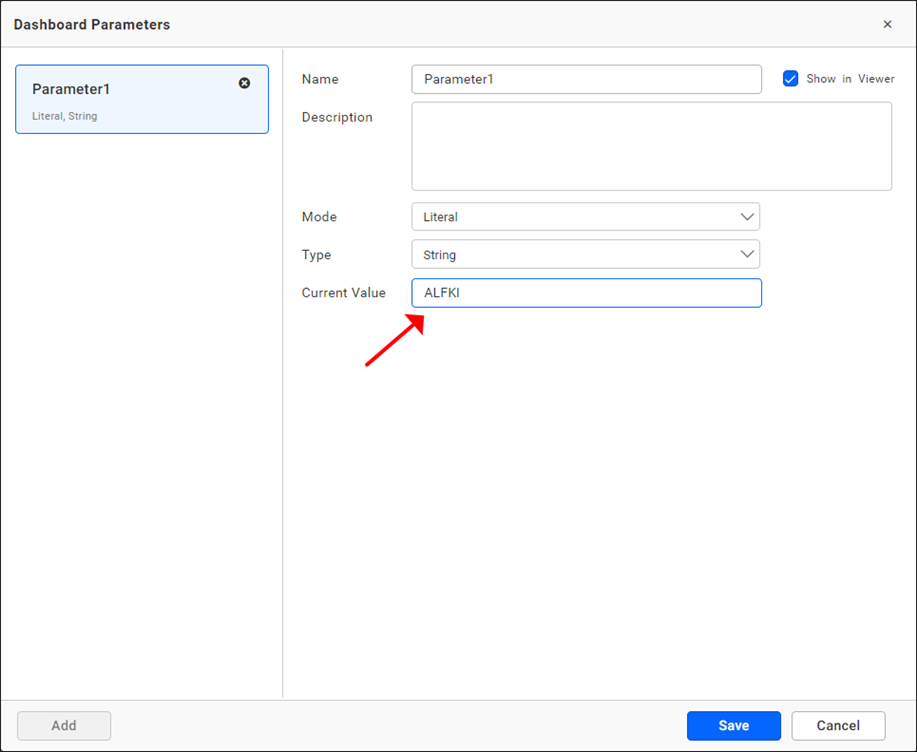 Dashboard Parameters
Parameter1
Literal, String
Name
Parameter1
Show in Viewer
Description
Mode
Literal
Type
String
Current Value
ALFKI
Add
Save
Cancel